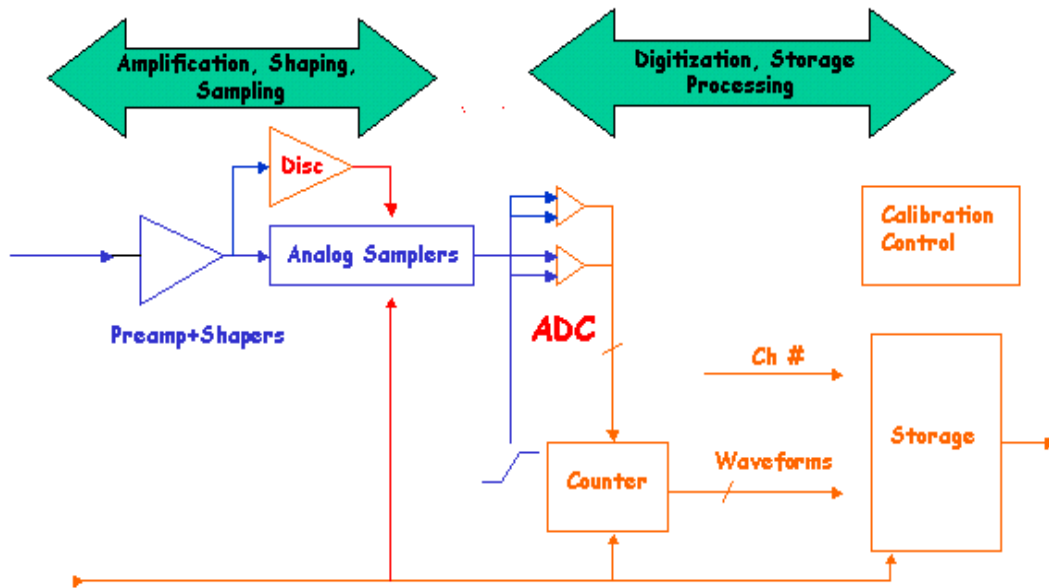 Amplification, Shaping,
Sampling
Digitization, Storage
Processing
Disc
Analog Samplers
Preamp+Shapers
ADC
Calibration
Control
Ch #
Storage
Waveforms
Counter